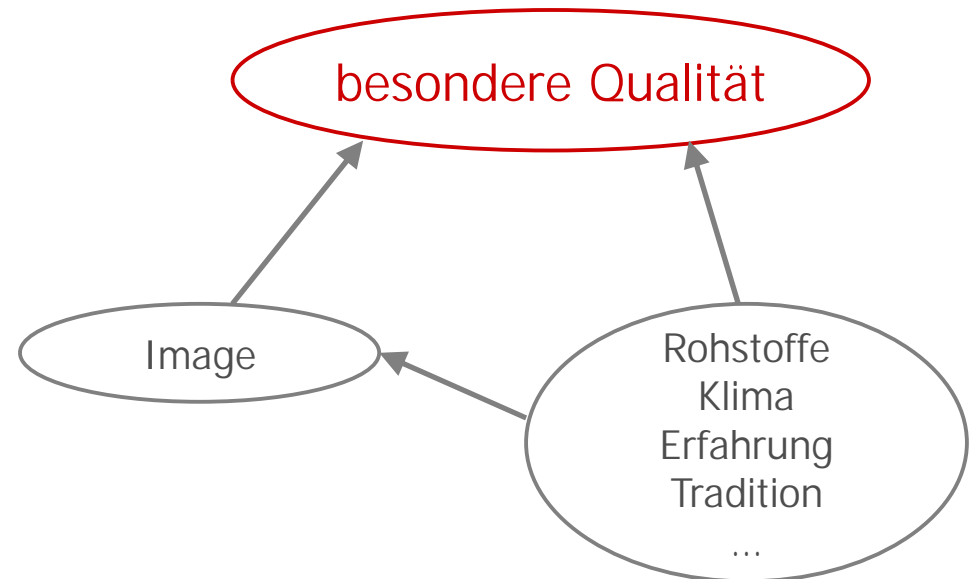 besondere Qualität
Image
Rohstoffe
Klima
Erfahrung
Tradition
...